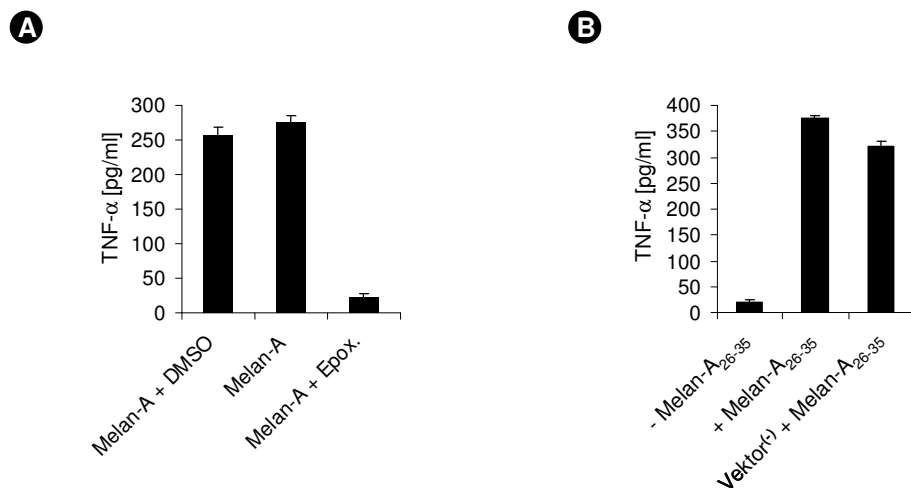 A
B
TNF-α [pg/ml]
300
250
200
150
100
50
0
Melan-A + DMSO
Melan-A
Melan-A + Epox.
TNF-α [pg/ml]
400
350
300
250
200
150
100
50
0
- Melan-A₂₆₋₃₅
+ Melan-A₂₆₋₃₅
Vektor⁽⁻⁾ + Melan-A₂₆₋₃₅